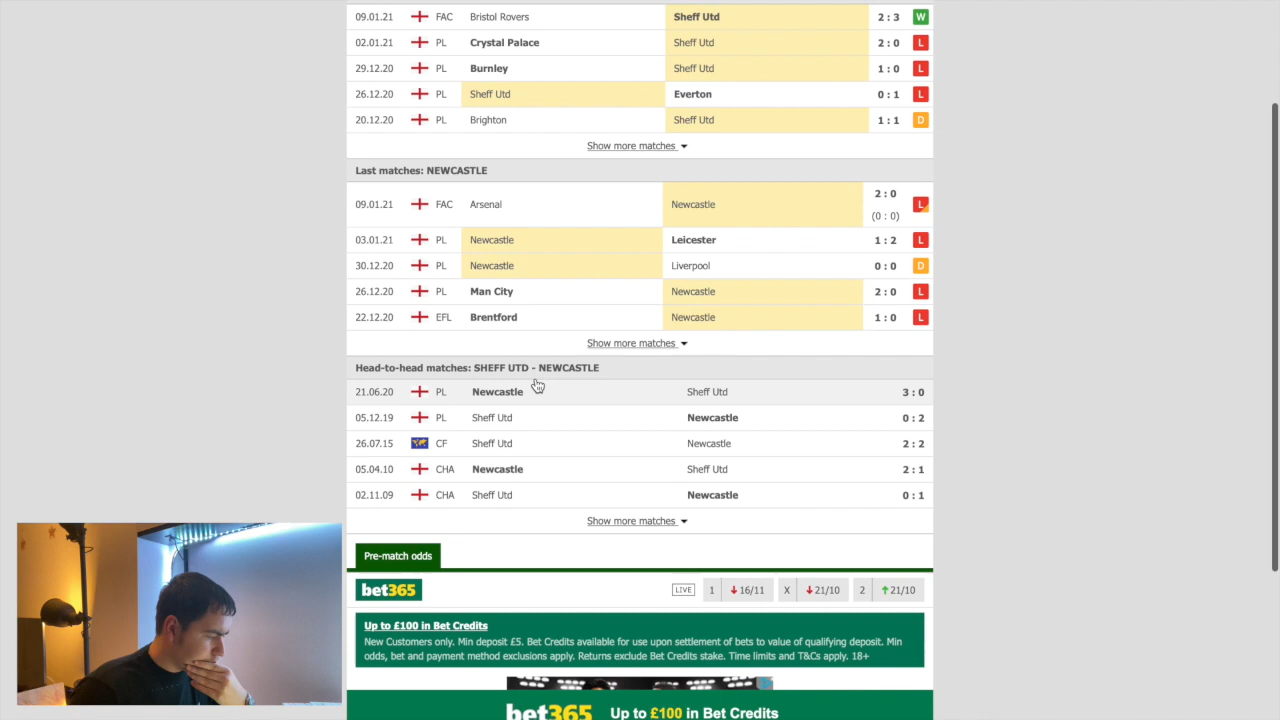 09.01.21 FAC Bristol Rovers Sheff Utd 2 : 3 W
02.01.21 PL Crystal Palace Sheff Utd 2 : 0 L
29.12.20 PL Burnley Sheff Utd 1 : 0 L
26.12.20 PL Sheff Utd Everton 0 : 1 L
20.12.20 PL Brighton Sheff Utd 1 : 1 D
Show more matches
Last matches: NEWCASTLE
09.01.21 FAC Arsenal Newcastle 2 : 0 L
(0 : 0)
03.01.21 PL Newcastle Leicester 1 : 2 L
30.12.20 PL Newcastle Liverpool 0 : 0 D
26.12.20 PL Man City Newcastle 2 : 0 L
22.12.20 EFL Brentford Newcastle 1 : 0 L
Show more matches
Head-to-head matches: SHEFF UTD - NEWCASTLE
21.06.20 PL Newcastle Sheff Utd 3 : 0
05.12.19 PL Sheff Utd Newcastle 0 : 2
26.07.15 CF Sheff Utd Newcastle 2 : 2
05.04.10 CHA Newcastle Sheff Utd 2 : 1
02.11.09 CHA Sheff Utd Newcastle 0 : 1
Show more matches
Pre-match odds
bet365 LIVE 1 16/11 X 21/10 2 21/10
Up to £100 in Bet Credits
New Customers only. Min deposit £5. Bet Credits available for use upon settlement of bets to value of qualifying deposit. Min
odds, bet and payment method exclusions apply. Returns exclude Bet Credits stake. Time limits and T&Cs apply. 18+
bet365 Up to £100 in Bet Credits